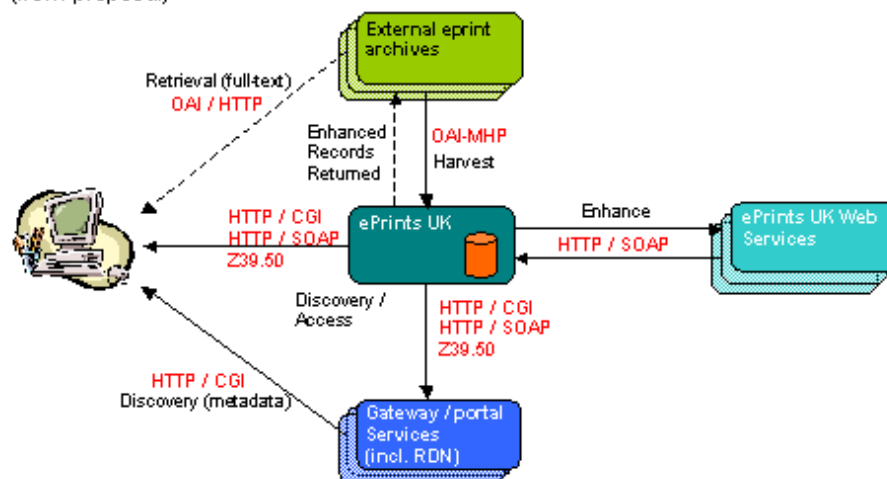 External eprint
archives
Retrieval (full-text)
OAI / HTTP
Enhanced
Records
Returned
OAI-MHP
Harvest
HTTP / CGI
HTTP / SOAP
Z39.50
ePrints UK
Enhance
HTTP / SOAP
ePrints UK Web
Services
Discovery /
Access
HTTP / CGI
HTTP / SOAP
Z39.50
HTTP / CGI
Discovery (metadata)
Gateway / portal
Services
(incl. RDN)